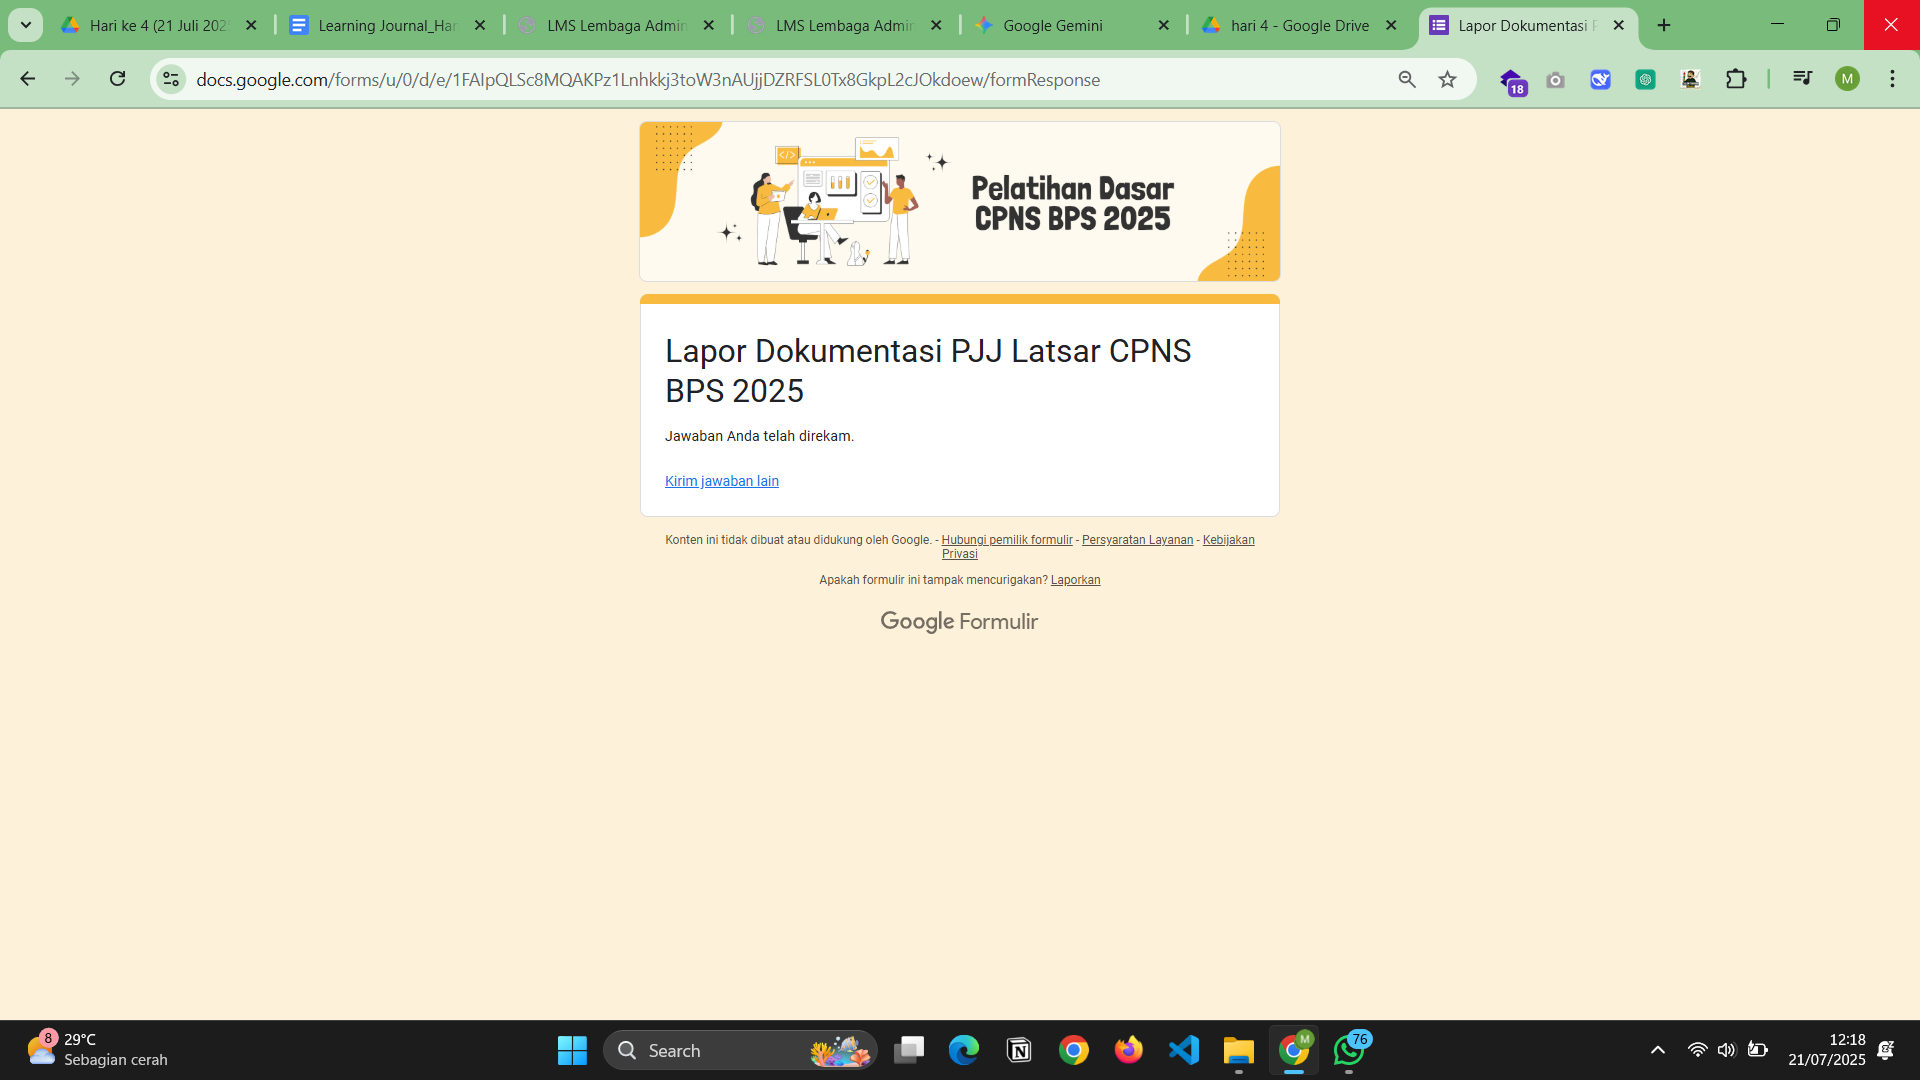 Hari ke 4 (21 Juli 202
Learning Journal_Har
LMS Lembaga Admin
LMS Lembaga Admin
Google Gemini
hari 4 - Google Drive
Lapor Dokumentasi P
docs.google.com/forms/u/0/d/e/1FAIpQLSc8MQAKPz1Lnhkkj3toW3nAUjjDZRFSL0Tx8GkpL2cJOkdoew/formResponse
18
M
</>
Pelatihan Dasar
CPNS BPS 2025
Lapor Dokumentasi PJJ Latsar CPNS
BPS 2025
Jawaban Anda telah direkam.
Kirim jawaban lain
Konten ini tidak dibuat atau didukung oleh Google. - Hubungi pemilik formulir - Persyaratan Layanan - Kebijakan
Privasi
Apakah formulir ini tampak mencurigakan? Laporkan
Google Formulir
8
29°C
Sebagian cerah
Search
M
76
12:18
21/07/2025